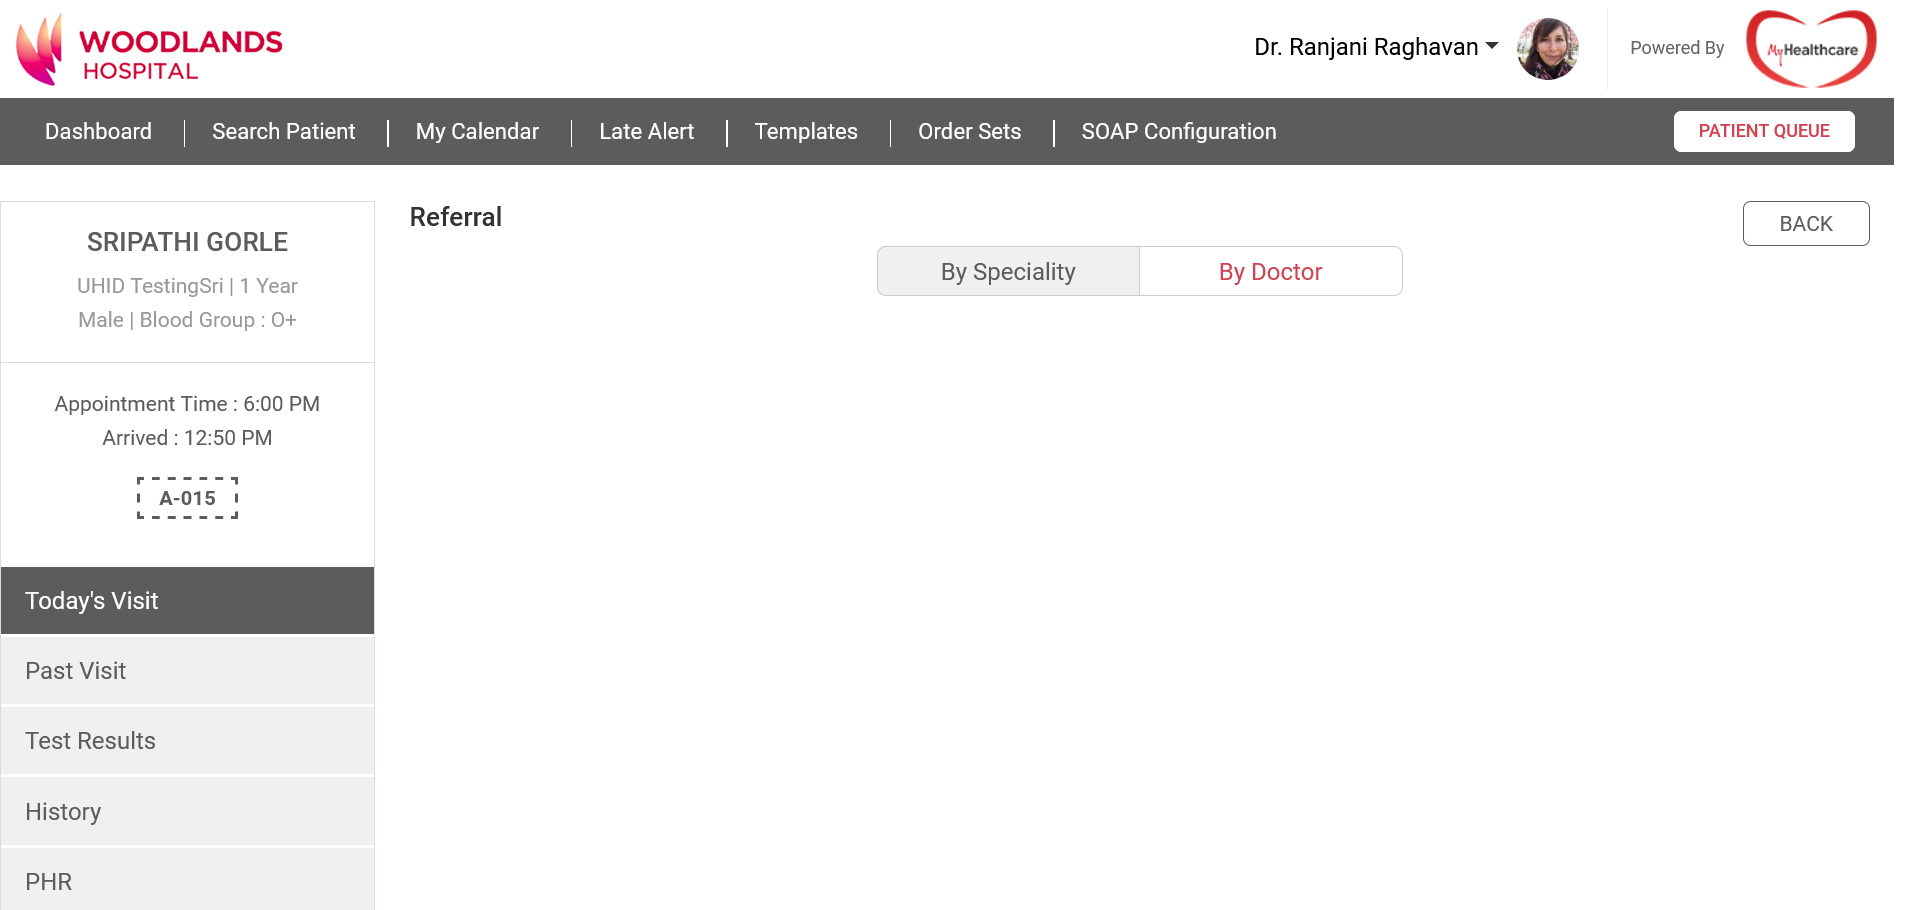 WOODLANDS
HOSPITAL
Dr. Ranjani Raghavan
Powered By
MyHealthcare
Dashboard
Search Patient
My Calendar
Late Alert
Templates
Order Sets
SOAP Configuration
PATIENT QUEUE
SRIPATHI GORLE
UHID TestingSri | 1 Year
Male | Blood Group : O+
Appointment Time : 6:00 PM
Arrived : 12:50 PM
A-015
Today's Visit
Past Visit
Test Results
History
PHR
Referral
BACK
By Speciality
By Doctor